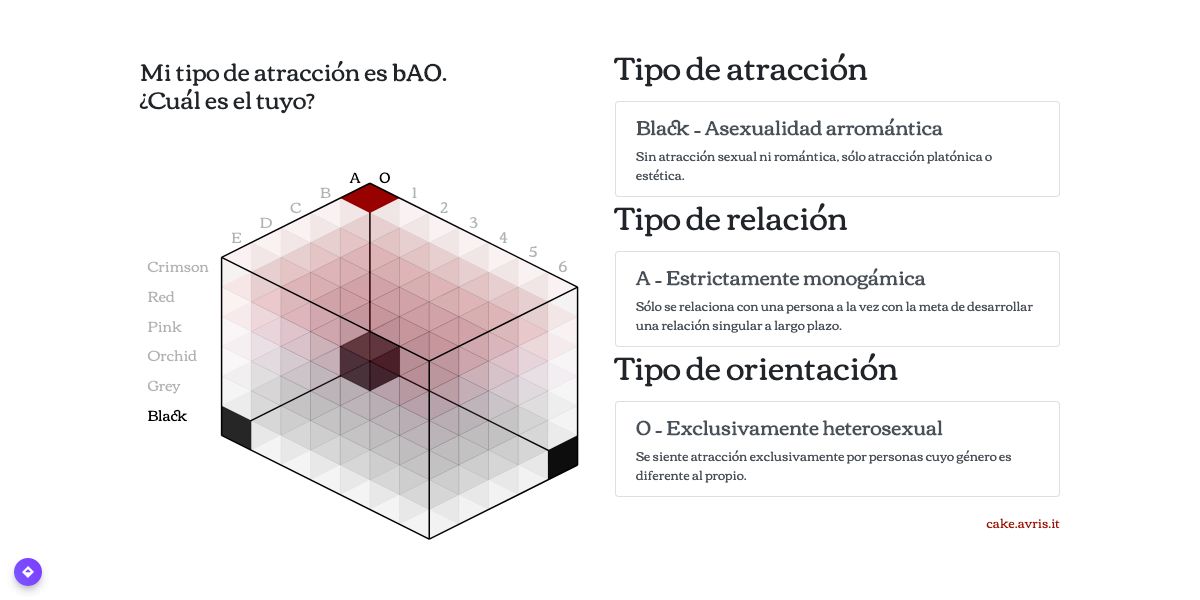 Mi tipo de atracción es bAO.
¿Cuál es el tuyo?
A O
B 1
C 2
D 3
E 4
5
6
Crimson
Red
Pink
Orchid
Grey
Black
Tipo de atracción
Black - Asexualidad arromántica
Sin atracción sexual ni romántica, sólo atracción platónica o
estética.
Tipo de relación
A - Estrictamente monogámica
Sólo se relaciona con una persona a la vez con la meta de desarrollar
una relación singular a largo plazo.
Tipo de orientación
O - Exclusivamente heterosexual
Se siente atracción exclusivamente por personas cuyo género es
diferente al propio.
cake.avris.it